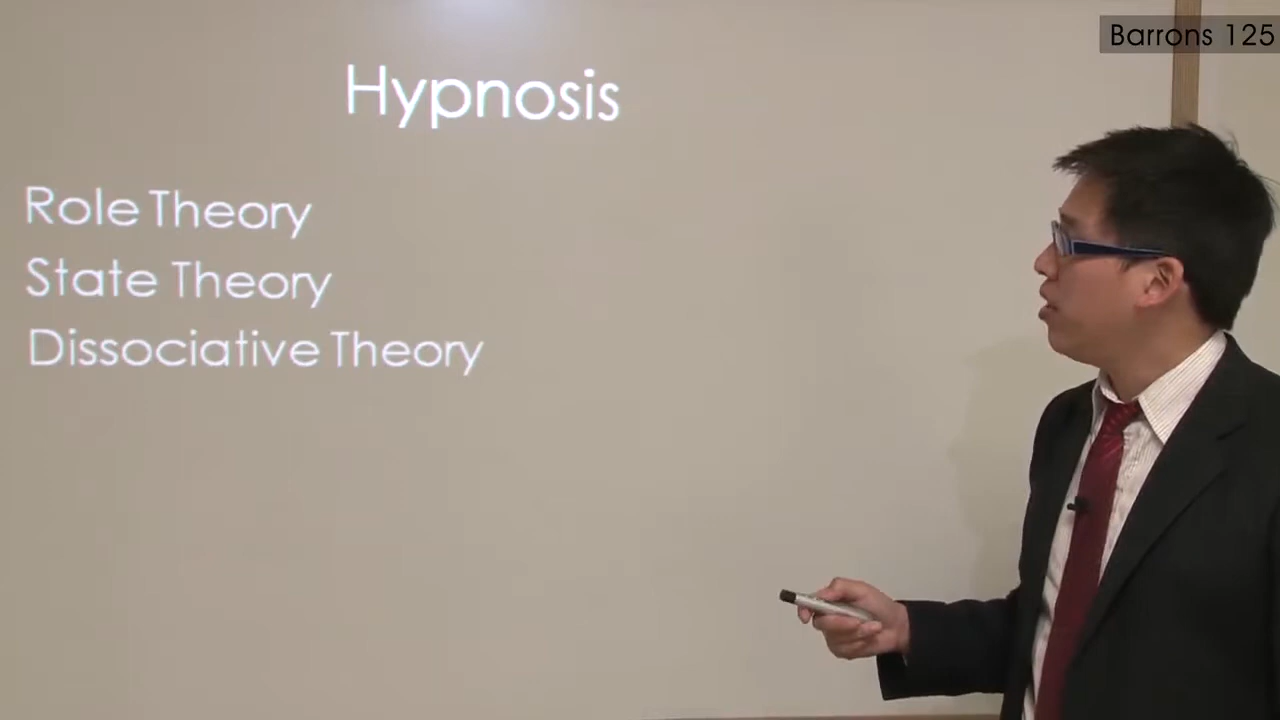 Barrons 125
Hypnosis
Role Theory
State Theory
Dissociative Theory